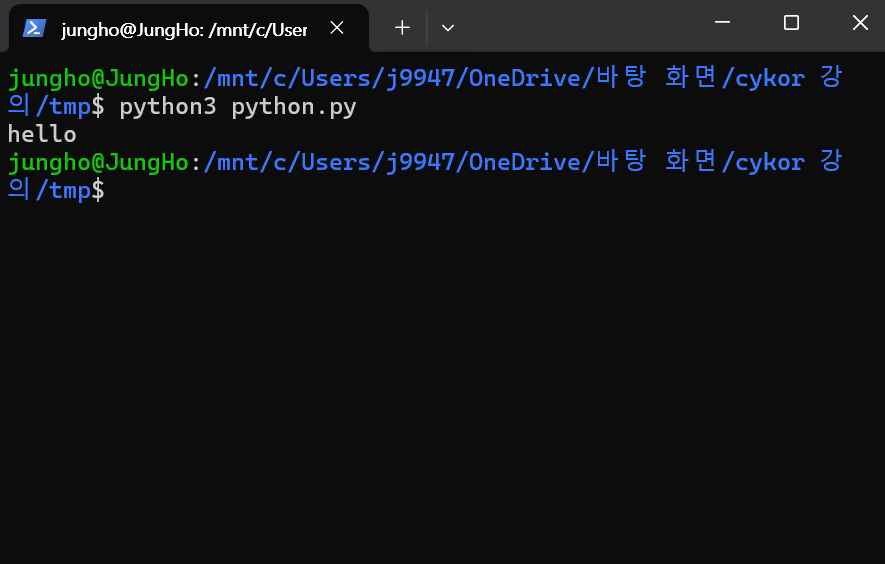 jungho@JungHo: /mnt/c/User
jungho@JungHo:/mnt/c/Users/j9947/OneDrive/바탕 화면/cykor 강
의/tmp$ python3 python.py
hello
jungho@JungHo:/mnt/c/Users/j9947/OneDrive/바탕 화면/cykor 강
의/tmp$